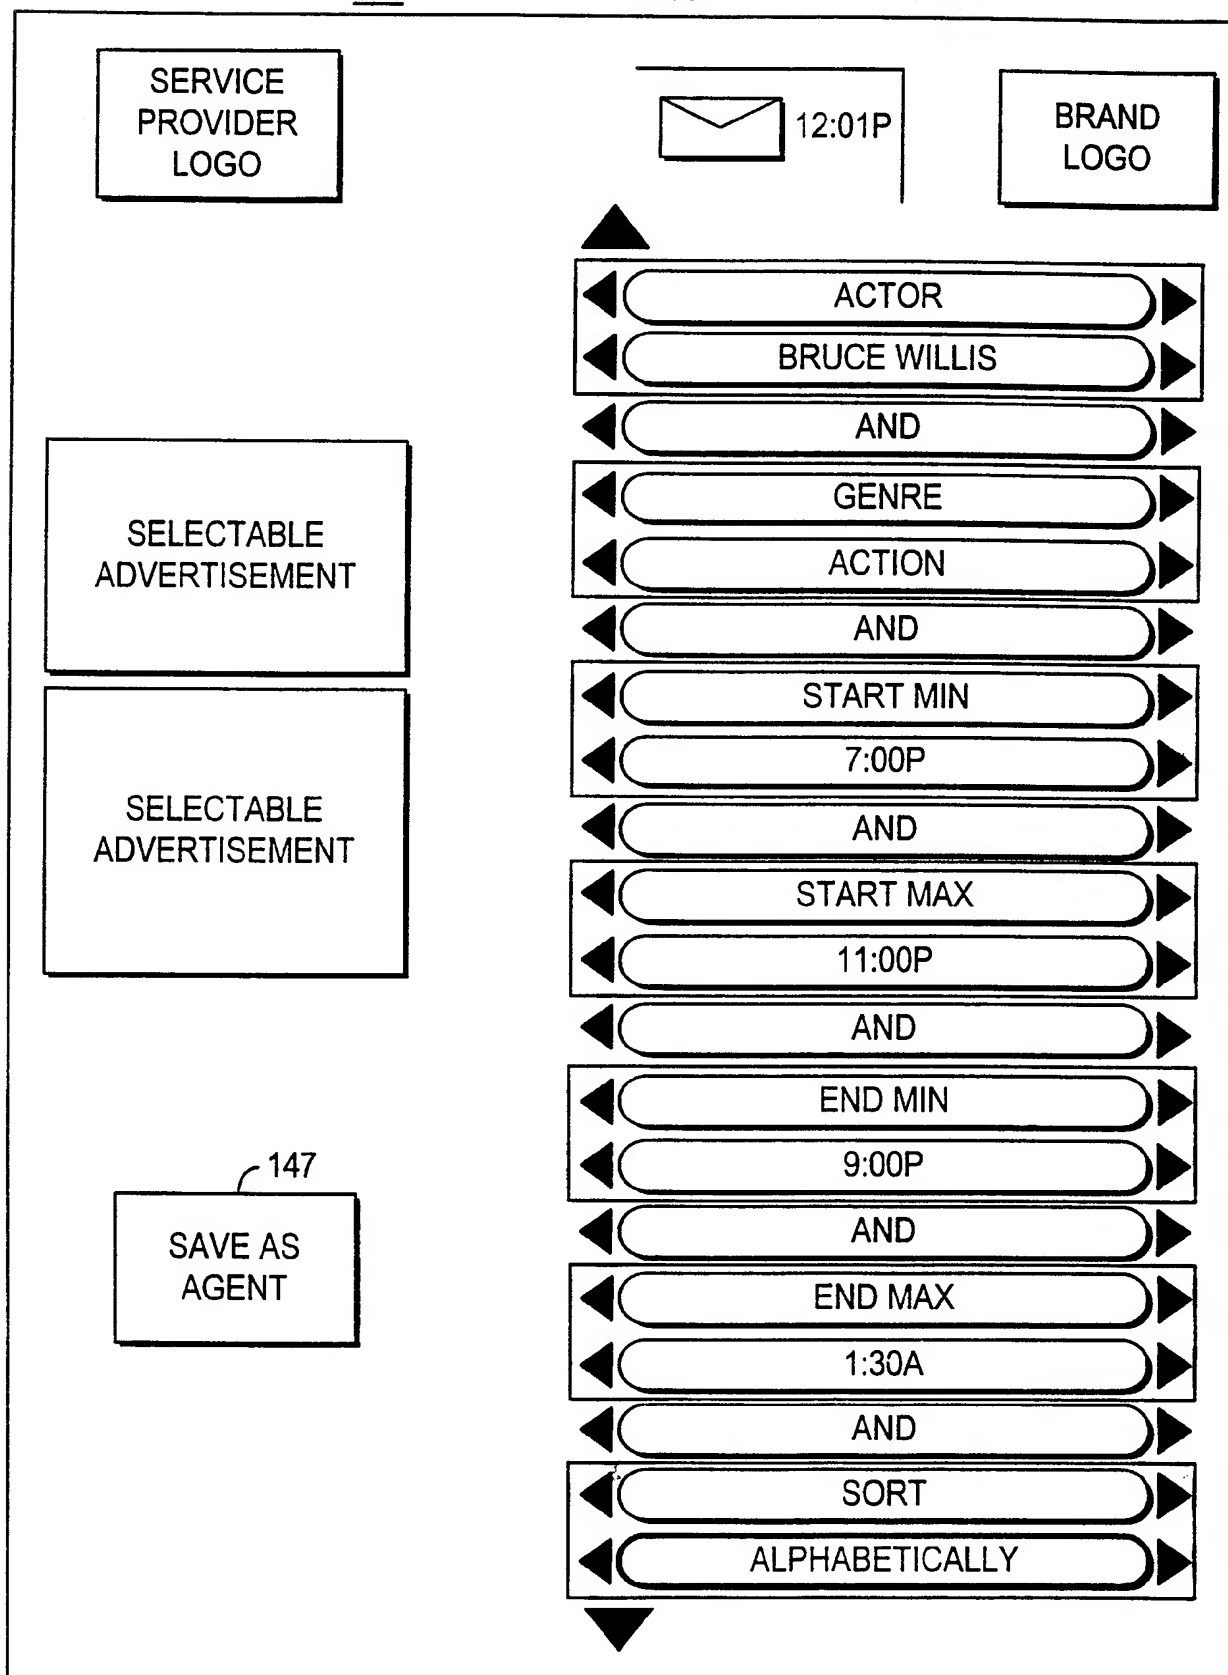 SERVICE
PROVIDER
LOGO
12:01P
BRAND
LOGO
ACTOR
BRUCE WILLIS
AND
GENRE
ACTION
AND
START MIN
7:00P
AND
START MAX
11:00P
AND
END MIN
9:00P
AND
END MAX
1:30A
AND
SORT
ALPHABETICALLY
SELECTABLE
ADVERTISEMENT
SELECTABLE
ADVERTISEMENT
147
SAVE AS
AGENT